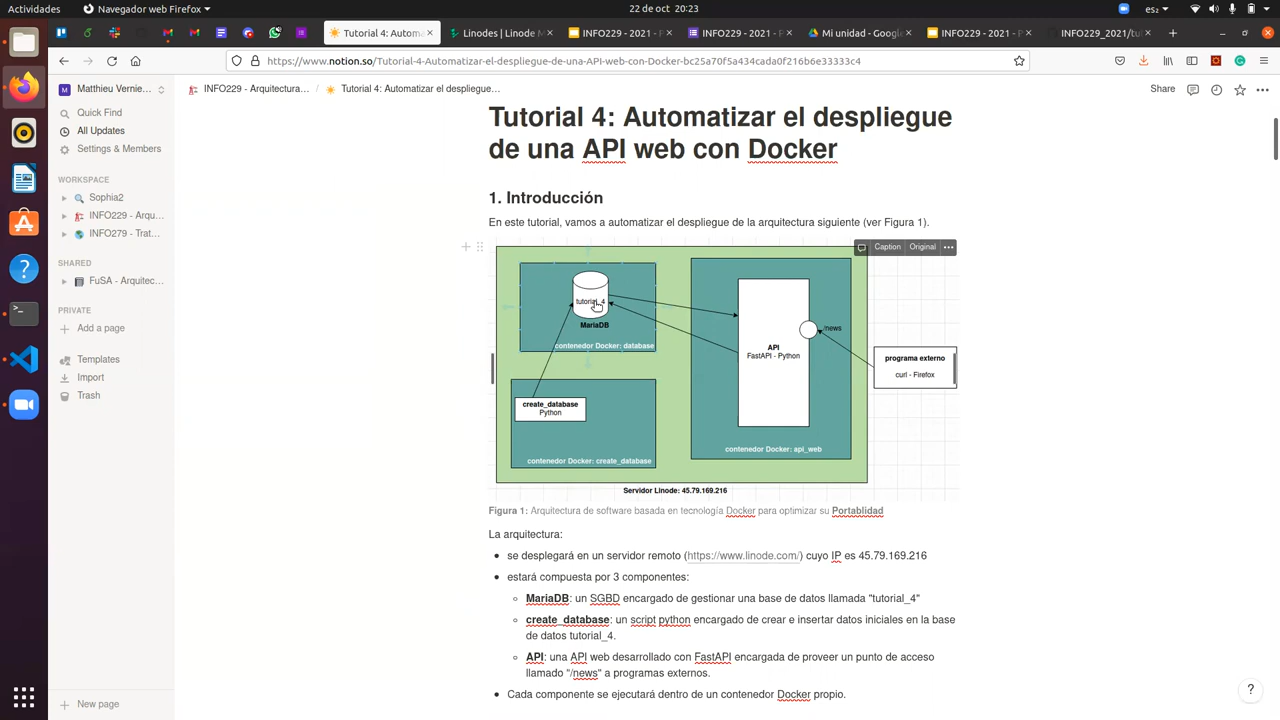 Actividades
Navegador web Firefox
22 de oct 20:23
es₂
Tutorial 4: Autom
Linodes | Linode M
INFO229 - 2021 - P
INFO229 - 2021 - P
Mi unidad - Google
INFO229 - 2021 - P
INFO229_2021/tut
https://www.notion.so/Tutorial-4-Automatizar-el-despliegue-de-una-API-web-con-Docker-bc25a70f5a434cada0f216b6e33333c4
M Matthieu Vernie...
INFO229 - Arquitectura... / Tutorial 4: Automatizar el despliegue...
Share
Quick Find
All Updates
Settings & Members
WORKSPACE
Sophia2
INFO229 - Arqu...
INFO279 - Trat...
SHARED
FuSA - Arquitec...
PRIVATE
Add a page
Templates
Import
Trash
New page
Tutorial 4: Automatizar el despliegue
de una API web con Docker
1. Introducción
En este tutorial, vamos a automatizar el despliegue de la arquitectura siguiente (ver Figura 1).
Caption
Original
tutorial_4
MariaDB
contenedor Docker: database
create_database
Python
contenedor Docker: create_database
API
FastAPI - Python
/news
contenedor Docker: api_web
programa externo
curl - Firefox
Servidor Linode: 45.79.169.216
Figura 1: Arquitectura de software basada en tecnología Docker para optimizar su Portablidad
La arquitectura:
• se desplegará en un servidor remoto (https://www.linode.com/) cuyo IP es 45.79.169.216
• estará compuesta por 3 componentes:
MariaDB: un SGBD encargado de gestionar una base de datos llamada "tutorial_4"
create_database: un script python encargado de crear e insertar datos iniciales en la base
de datos tutorial_4.
API: una API web desarrollado con FastAPI encargada de proveer un punto de acceso
llamado "/news" a programas externos.
• Cada componente se ejecutará dentro de un contenedor Docker propio.
?